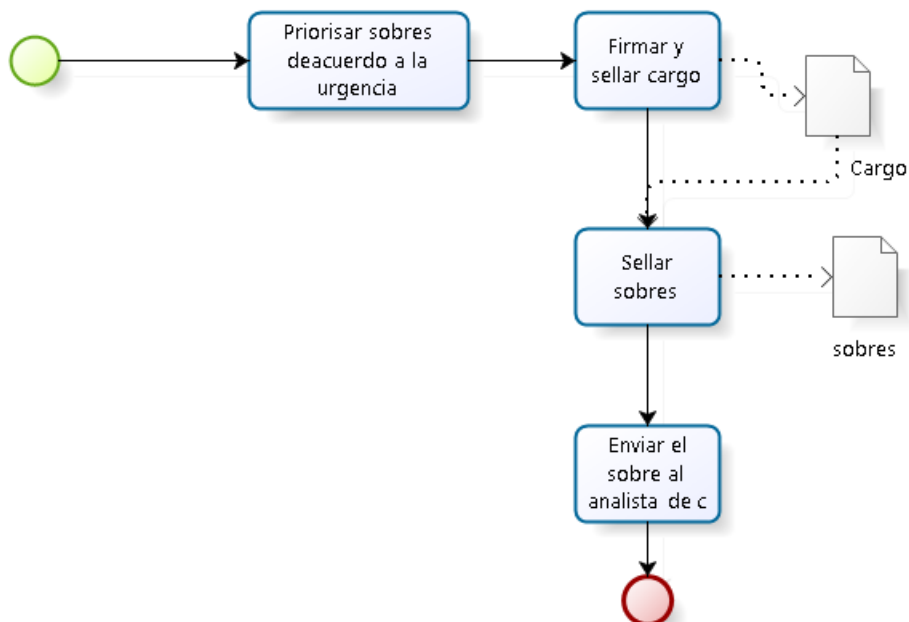 Priorisar sobres
deacuerdo a la
urgencia
Firmar y
sellar cargo
Cargo
Sellar
sobres
sobres
Enviar el
sobre al
analista de c